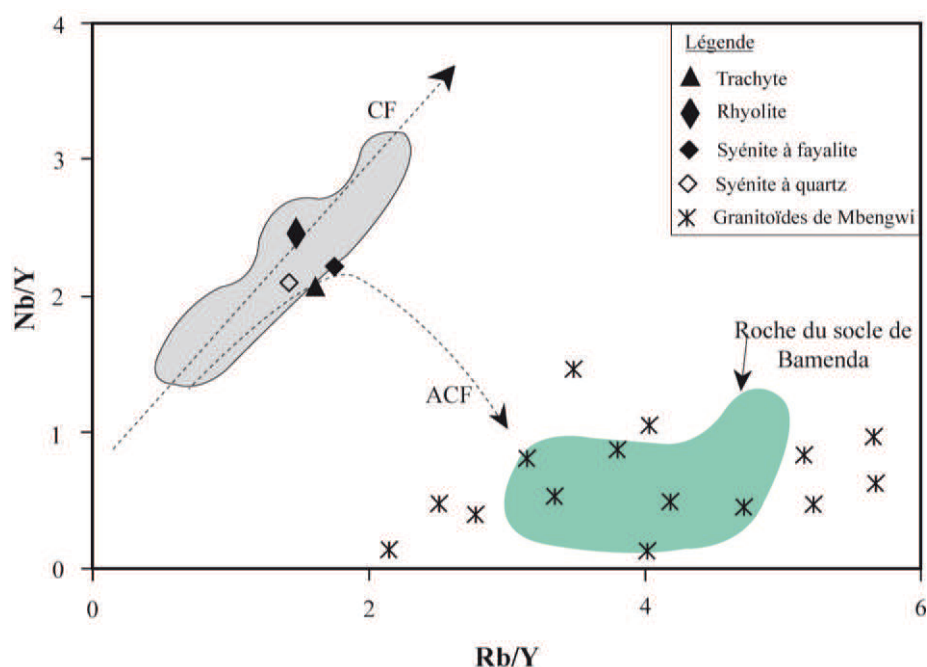 4
3
2
1
0
Nb/Y
0
2
4
6
Rb/Y
CF
ACF
Légende
Trachyte
Rhyolite
Syénite à fayalite
Syénite à quartz
Granitoïdes de Mbengwi
Roche du socle de
Bamenda